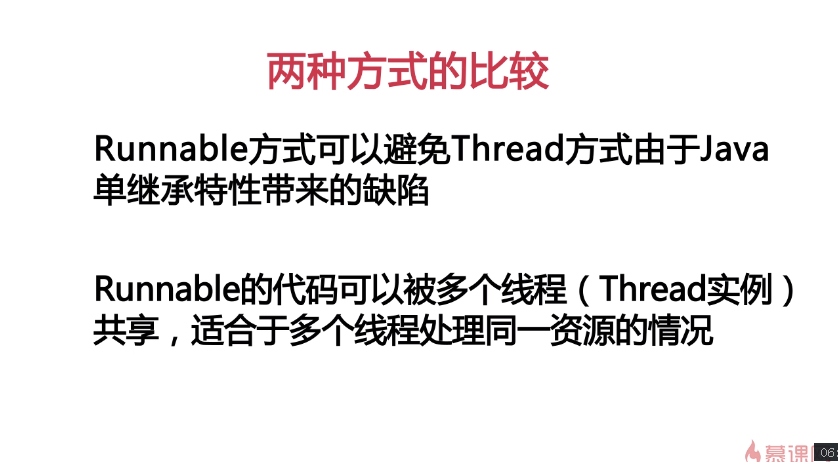 两种方式的比较
Runnable方式可以避免Thread方式由于Java
单继承特性带来的缺陷
Runnable的代码可以被多个线程（Thread实例）
共享，适合于多个线程处理同一资源的情况
慕课
06